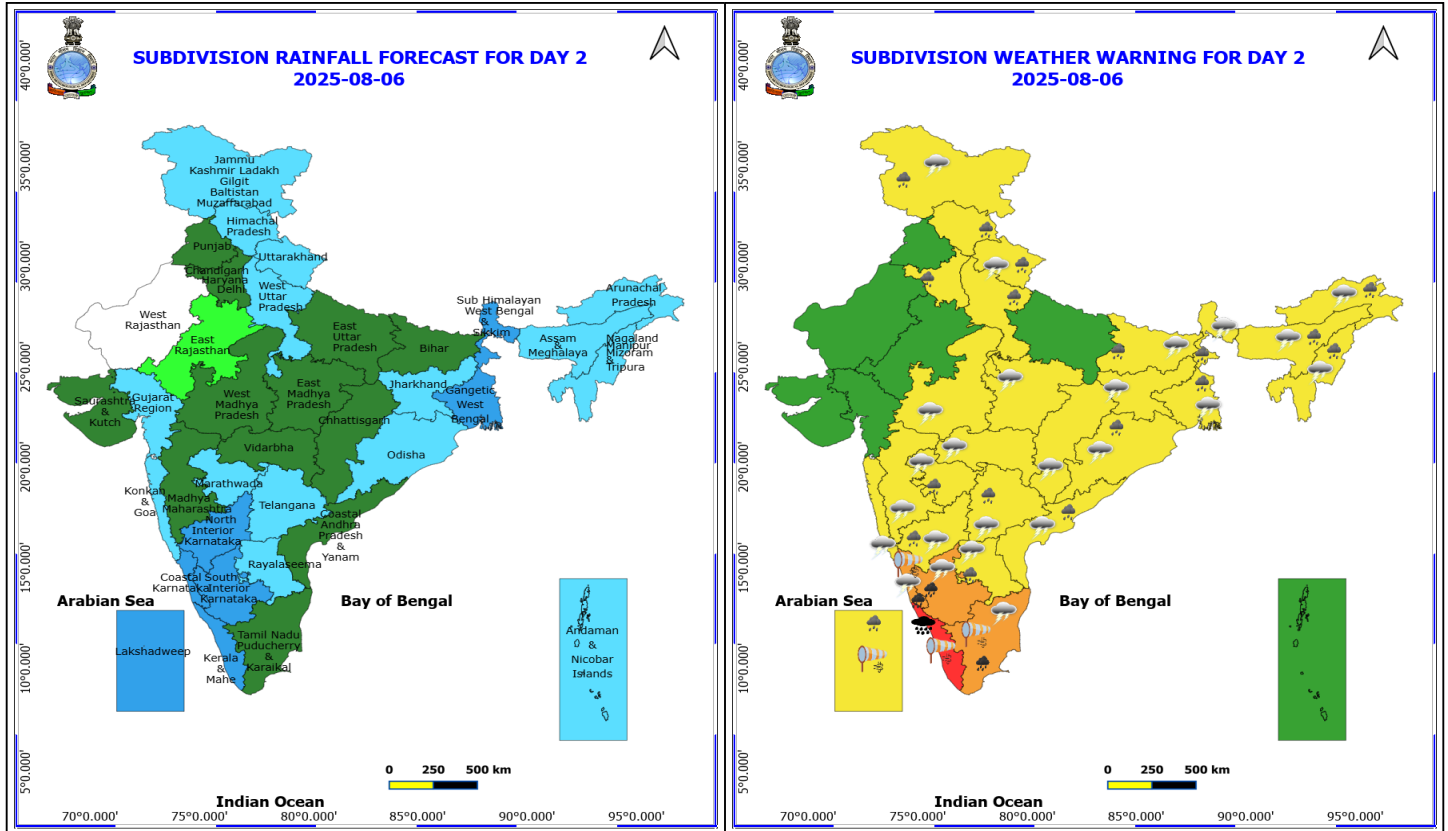 SUBDIVISION RAINFALL FORECAST FOR DAY 2
2025-08-06
40°0.000'
35°0.000'
30°0.000'
25°0.000'
20°0.000'
15°0.000'
10°0.000'
5°0.000'
Jammu
Kashmir Ladakh
Gilgit
Baltistan
Muzaffarabad
Himachal
Pradesh
Punjab
Uttarakhand
Chandigarh
Haryana
Delhi
West
Uttar
Pradesh
West
Rajasthan
East
Rajasthan
East
Uttar
Pradesh
Bihar
Sub Himalayan
West Bengal
&
Sikkim
Arunachal
Pradesh
Assam
&
Meghalaya
Nagaland
Manipur
Mizoram
&
Tripura
Saurashtra
&
Kutch
Gujarat
Region
West
Madhya
Pradesh
East
Madhya
Pradesh
Jharkhand
Gangetic
West
Bengal
Chhattisgarh
Vidarbha
Odisha
Konkan
&
Goa
Madhya
Maharashtra
Marathwada
Telangana
North
Interior
Karnataka
Coastal
Andhra
Pradesh
&
Yanam
Rayalaseema
Coastal
Karnataka
South
Interior
Karnataka
Arabian Sea
Bay of Bengal
Lakshadweep
Kerala
&
Mahe
Tamil Nadu
Puducherry
&
Karaikal
Andaman
&
Nicobar
Islands
0 250 500 km
Indian Ocean
70°0.000' 75°0.000' 80°0.000' 85°0.000' 90°0.000' 95°0.000'
SUBDIVISION WEATHER WARNING FOR DAY 2
2025-08-06
40°0.000'
35°0.000'
30°0.000'
25°0.000'
20°0.000'
15°0.000'
10°0.000'
5°0.000'
Arabian Sea
Bay of Bengal
0 250 500 km
Indian Ocean
70°0.000' 75°0.000' 80°0.000' 85°0.000' 90°0.000' 95°0.000'